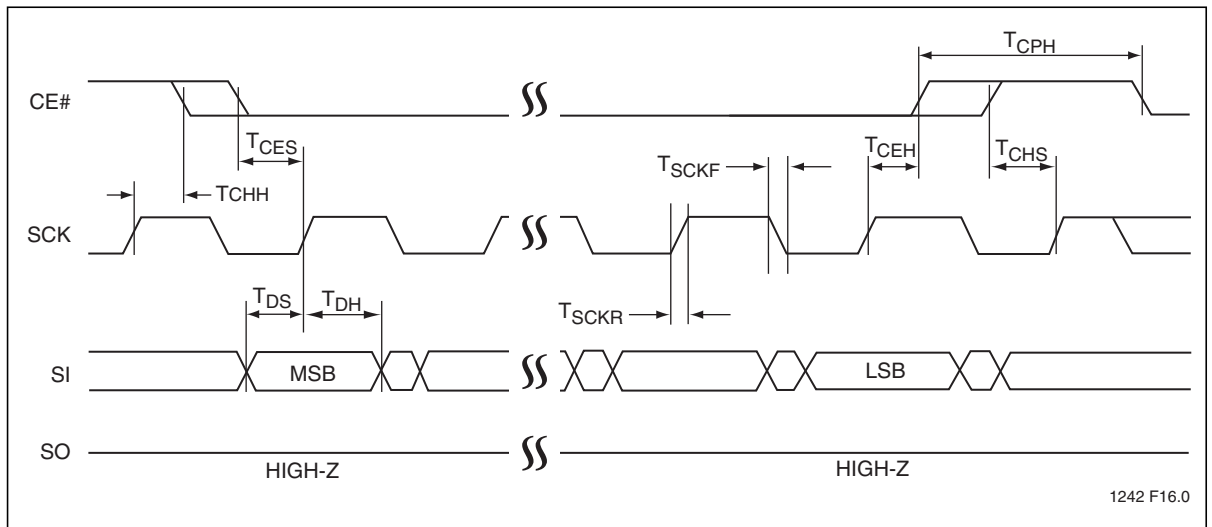 TCPH
CE#
TCES
TCHH
TSCKF
TCEH
TCHS
SCK
TDS
TDH
TSCKR
SI
MSB
LSB
SO
HIGH-Z
HIGH-Z
1242 F16.0